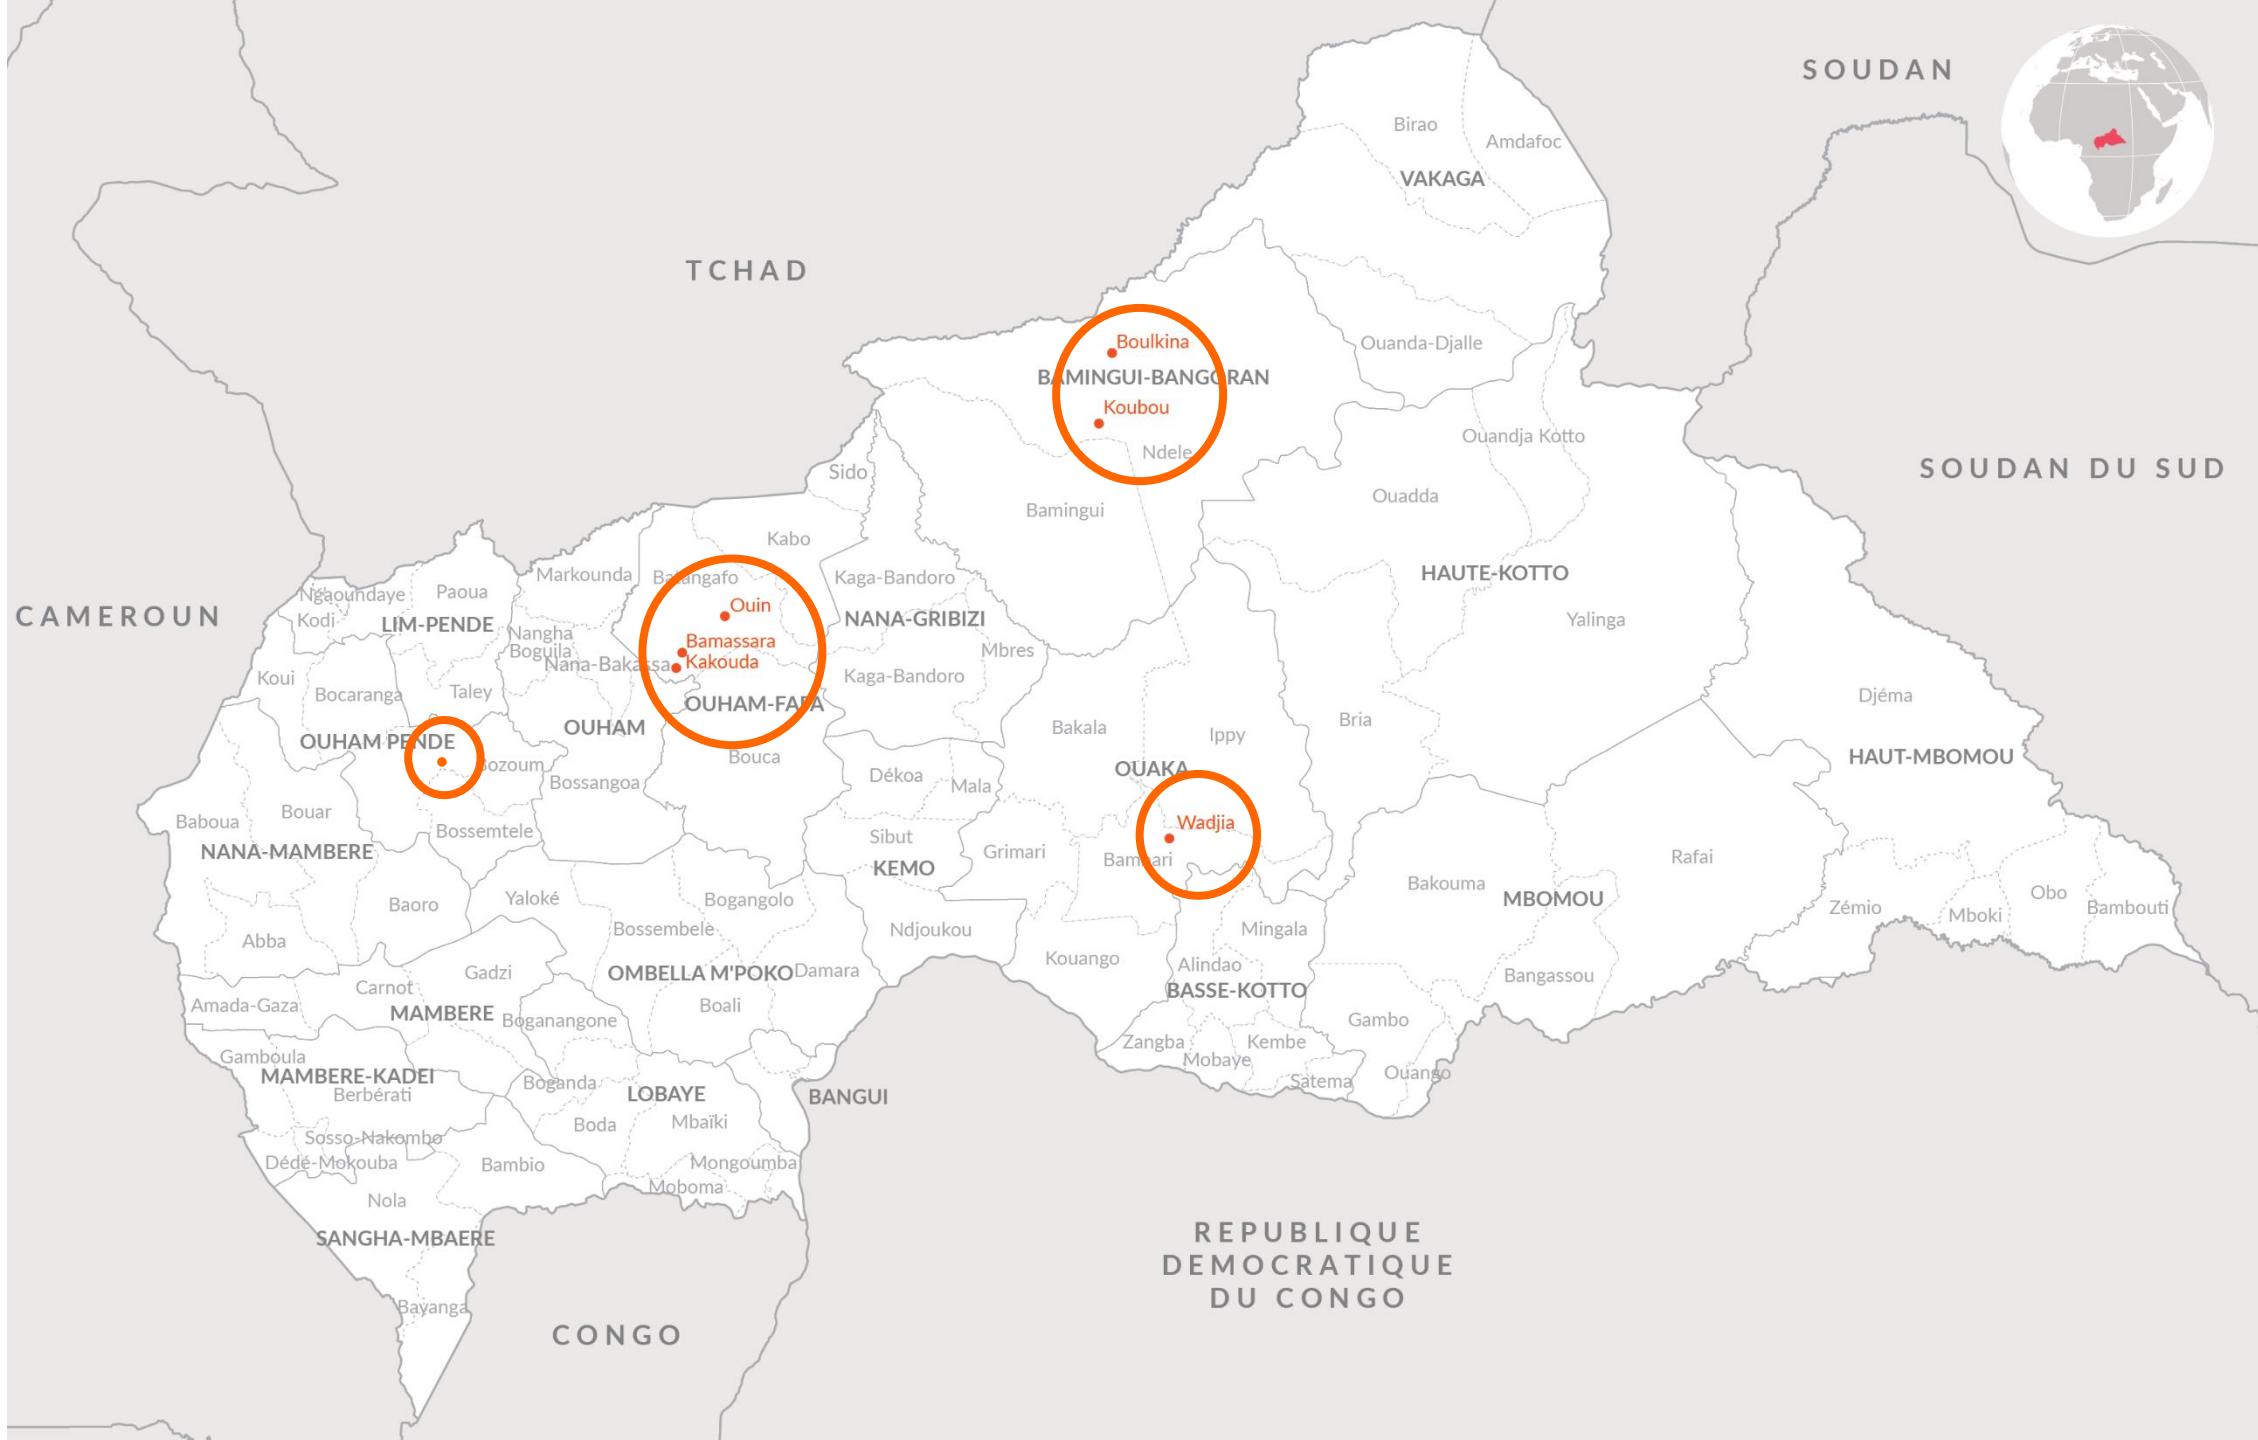 SOUDAN
Birao
Amdafoc
VAKAGA
TCHAD
Boulkina
Ouanda-Djalle
BAMINGUI-BANGORAN
Koubou
Ouandja Kotto
Ndele
SOUDAN DU SUD
Sido
Ouadda
Bamingui
Kabo
Markounda
Batangafo
Kaga-Bandoro
HAUTE-KOTTO
Ngaoundaye
Paoua
Ouin
CAMEROUN
Kodi
LIM-PENDE
NANA-GRIBIZI
Yalinga
Nangha
Boguila
Bamassara
Mbres
Nana-Bakassa
Kakouda
Koui
Bocaranga
Taley
Kaga-Bandoro
Djéma
OUHAM-FAFA
OUHAM
Bakala
Ippy
Bria
OUHAM PENDE
Bozoum
Bouca
HAUT-MBOMOU
OUAKA
Bossangoa
Dékoa
Mala
Baboua
Bouar
Bossemtele
Wadjia
Sibut
NANA-MAMBERE
Grimari
Bambari
Rafai
KEMO
Bakouma
MBOMOU
Baoro
Yaloké
Bogangolo
Obo
Zémio
Mboki
Bambouti
Abba
Bossembele
Ndjoukou
Mingala
Gadzi
OMBELLA M'POKO
Damara
Kouango
Alindao
Bangassou
Carnot
BASSE-KOTTO
Amada-Gaza
MAMBERE
Boganangone
Boali
Gambo
Gamboula
Zangba
Kembe
Mobaye
MAMBERE-KADEI
Berbérati
Boganda
LOBAYE
BANGUI
Satema
Ouango
Boda
Mbaïki
Sosso-Nakombo
Dédé-Mokouba
Bambio
Mongoumba
Moboma
Nola
SANGHA-MBAERE
REPUBLIQUE
DEMOCRATIQUE
DU CONGO
Bayanga
CONGO